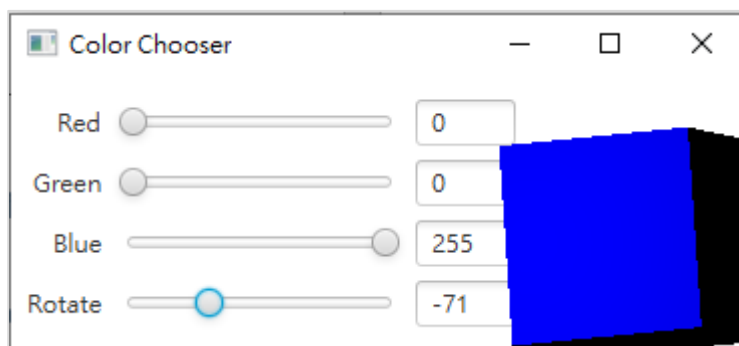 Color Chooser
Red 0
Green 0
Blue 255
Rotate -71